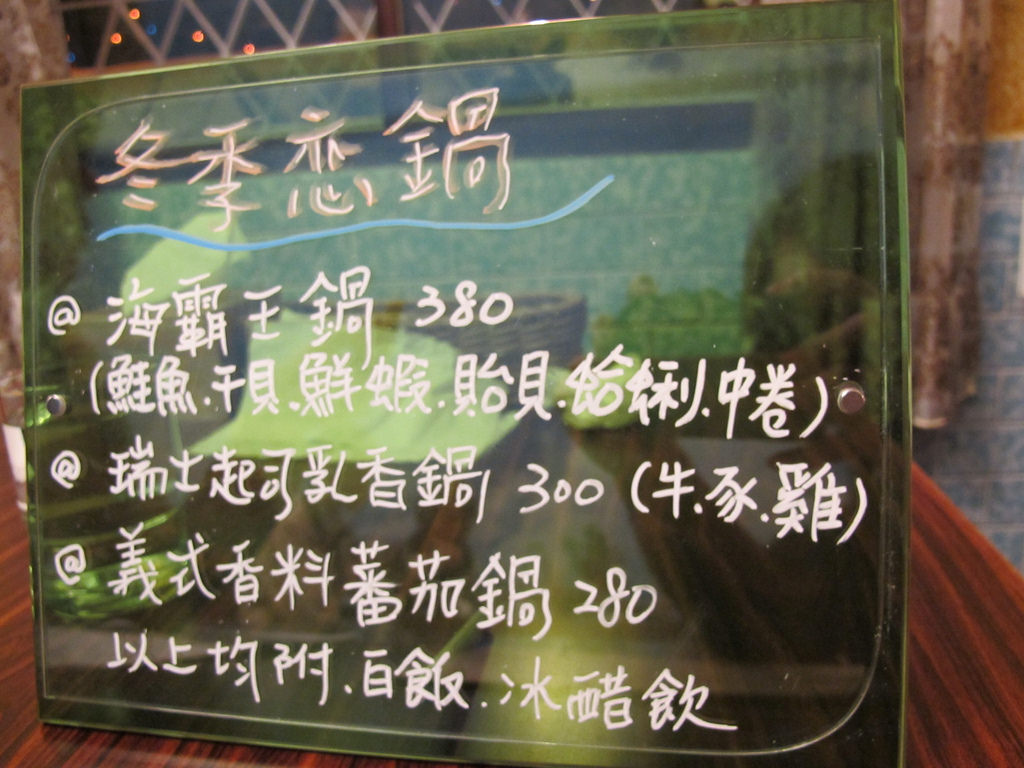 冬季恋鍋
@ 海霸王鍋 380
(鮭魚.干貝.鮮蝦.貽貝.蛤蜊.中卷)
@ 瑞士起司乳香鍋 300 (牛.豕.雞)
@ 義式香料蕃茄鍋 280
以上均附.白飯.冰醋飲